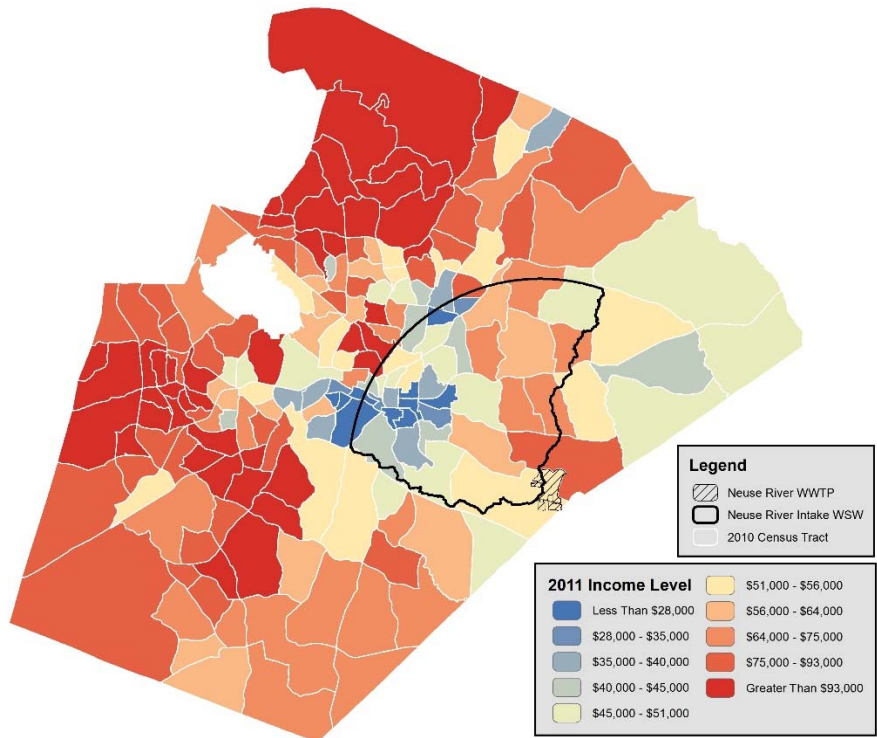 Legend
Neuse River WWTP
Neuse River Intake WSW
2010 Census Tract
2011 Income Level
Less Than $28,000
$28,000 - $35,000
$35,000 - $40,000
$40,000 - $45,000
$45,000 - $51,000
$51,000 - $56,000
$56,000 - $64,000
$64,000 - $75,000
$75,000 - $93,000
Greater Than $93,000